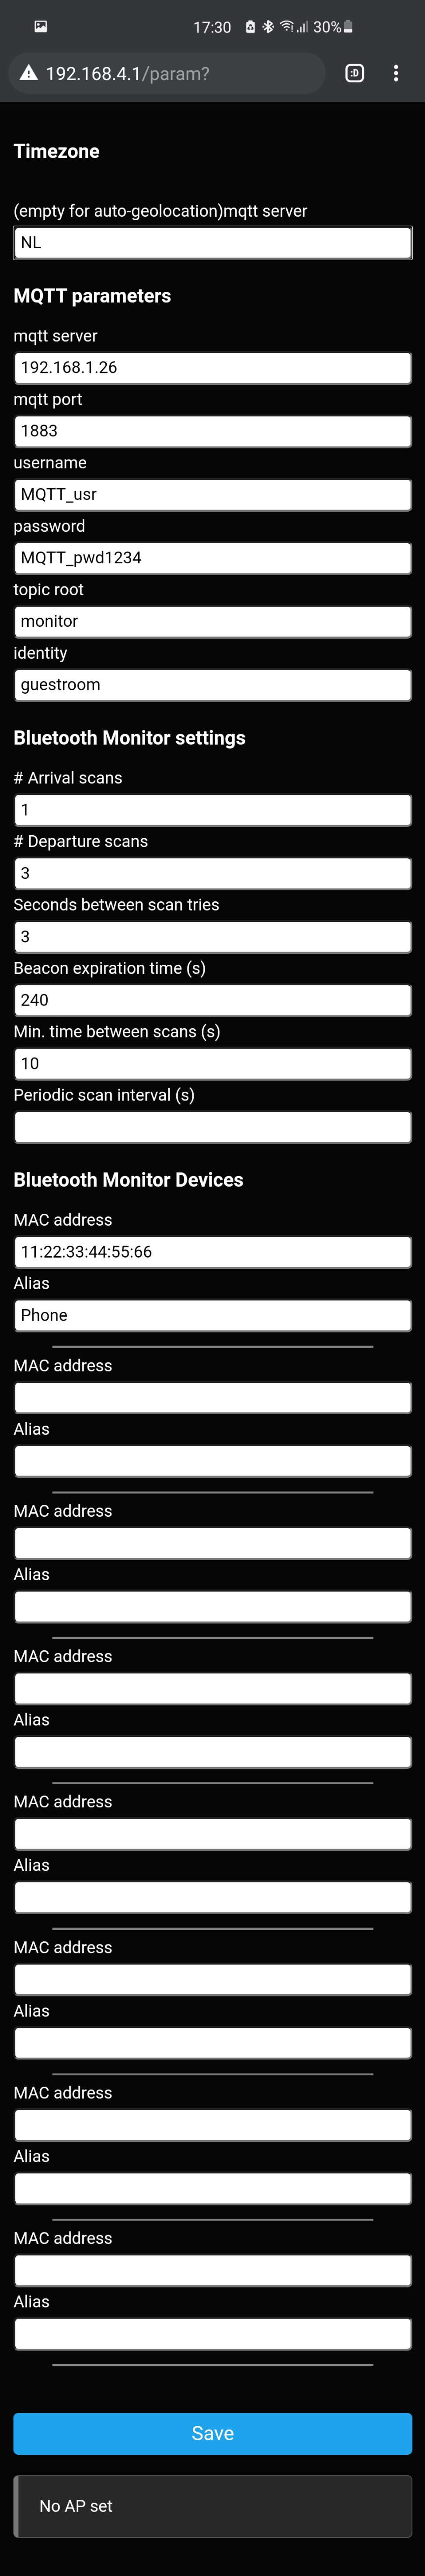 17:30 30%
192.168.4.1/param?
:D
Timezone
(empty for auto-geolocation)mqtt server
NL
MQTT parameters
mqtt server
192.168.1.26
mqtt port
1883
username
MQTT_usr
password
MQTT_pwd1234
topic root
monitor
identity
guestroom
Bluetooth Monitor settings
# Arrival scans
1
# Departure scans
3
Seconds between scan tries
3
Beacon expiration time (s)
240
Min. time between scans (s)
10
Periodic scan interval (s)
Bluetooth Monitor Devices
MAC address
11:22:33:44:55:66
Alias
Phone
MAC address
Alias
MAC address
Alias
MAC address
Alias
MAC address
Alias
MAC address
Alias
MAC address
Alias
MAC address
Alias
Save
No AP set